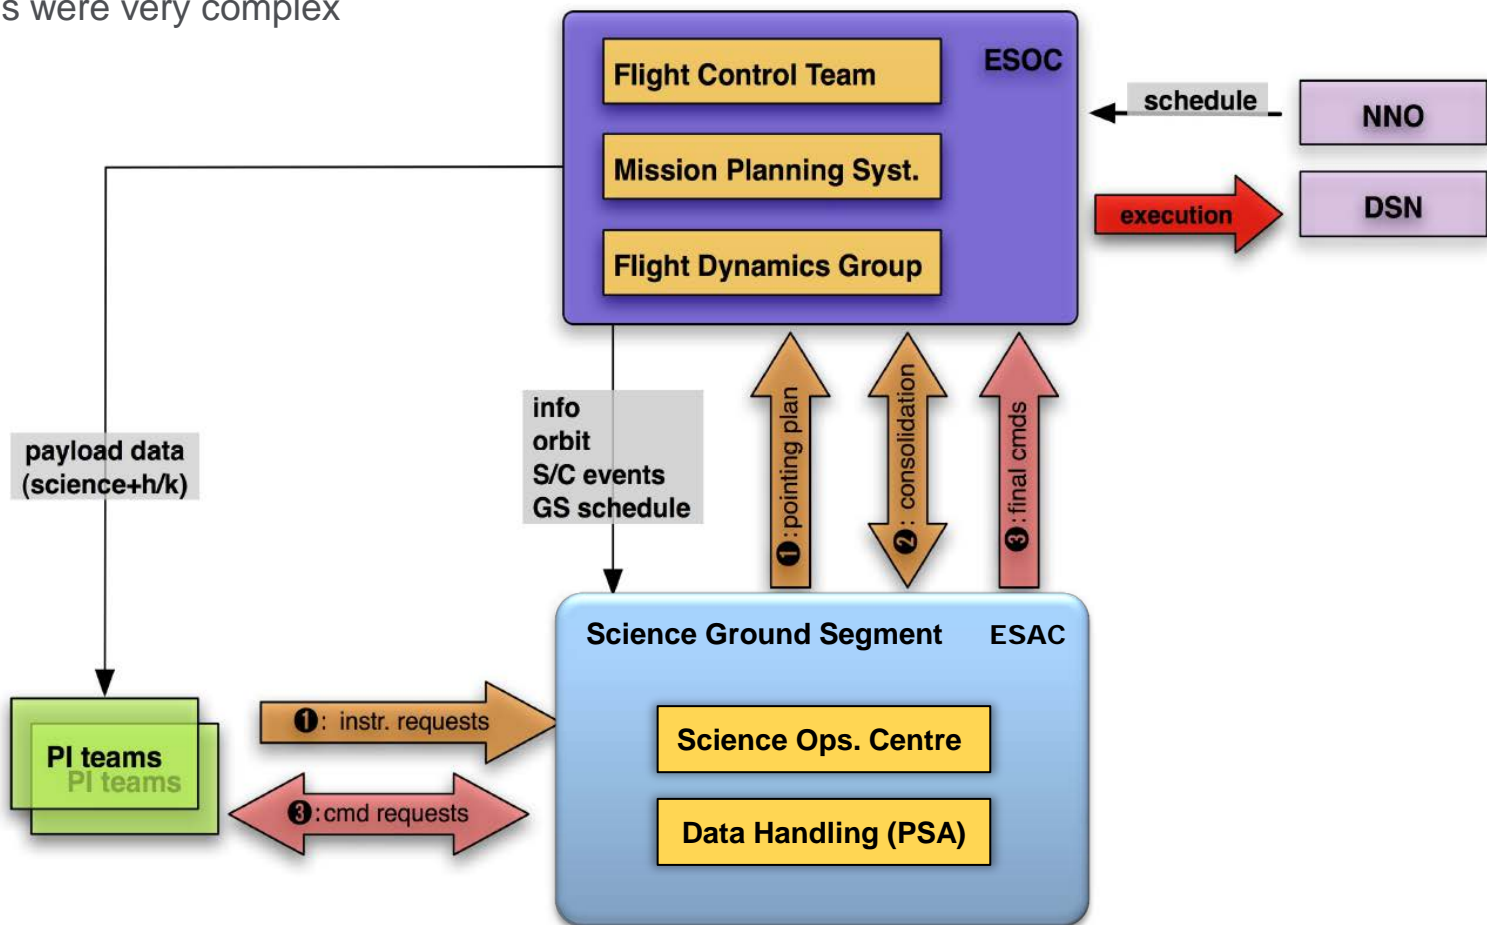 s were very complex
ESOC
Flight Control Team
Mission Planning Syst.
Flight Dynamics Group
schedule
NNO
execution
DSN
payload data
(science+h/k)
info
orbit
S/C events
GS schedule
❶:pointing plan
❷: consolidation
❸:final cmds
Science Ground Segment ESAC
Science Ops. Centre
Data Handling (PSA)
PI teams
PI teams
❶: instr. requests
❸:cmd requests